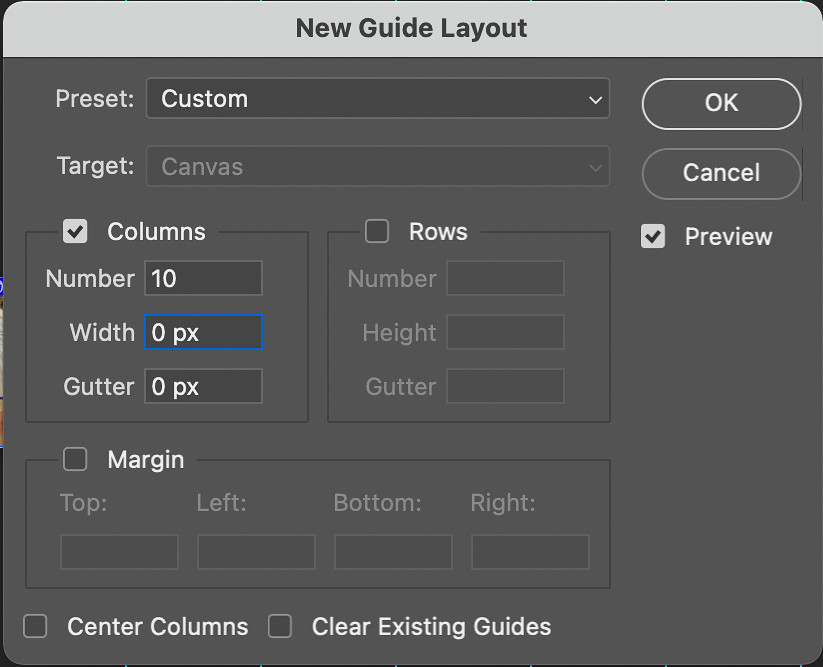 New Guide Layout
Preset: Custom
OK
Target: Canvas
Cancel
Columns
Rows
Preview
Number 10
Number
Width 0 px
Height
Gutter 0 px
Gutter
Margin
Top: Left: Bottom: Right:
Center Columns Clear Existing Guides